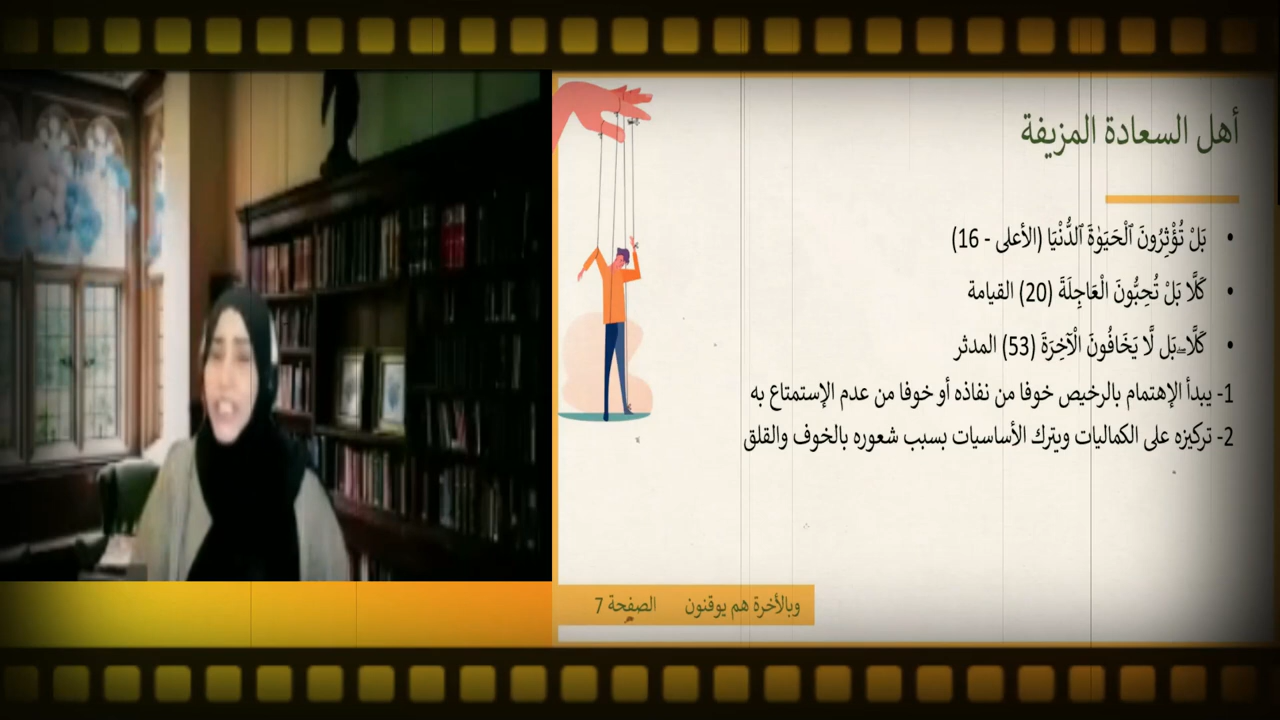 أهل السعادة المزيفة
• بَلْ تُؤْثِرُونَ ٱلْحَيَوٰةَ ٱلدُّنْيَا (الأعلى - 16)
• كَلَّا بَلْ تُحِبُّونَ الْعَاجِلَةَ (20) القيامة
• كَلَّا ۖ بَل لَّا يَخَافُونَ الْآخِرَةَ (53) المدثر
1- يبدأ الإهتمام بالرخيص خوفا من نفاذه أو خوفا من عدم الإستمتاع به
2- تركيزه على الكماليات ويترك الأساسيات بسبب شعوره بالخوف والقلق
وبالأخرة هم يوقنون الصفحة 7